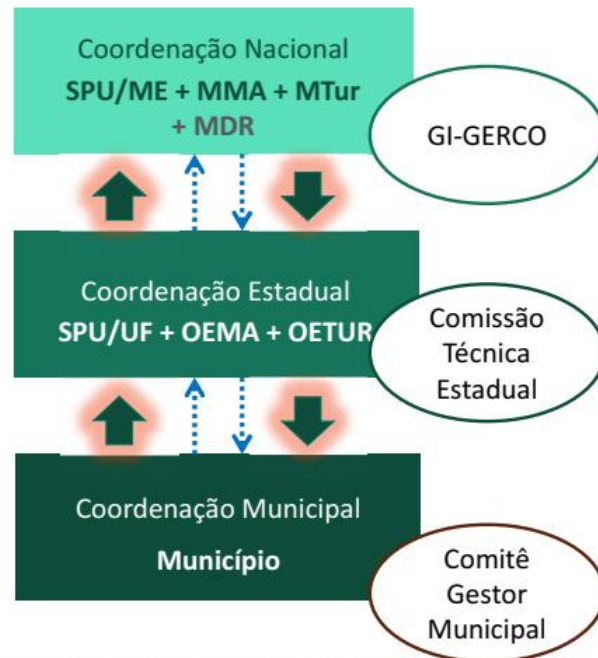 Coordenação Nacional
SPU/ME + MMA + MTur
+ MDR
GI-GERCO
Coordenação Estadual
SPU/UF + OEMA + OETUR
Comissão
Técnica
Estadual
Coordenação Municipal
Município
Comitê
Gestor
Municipal